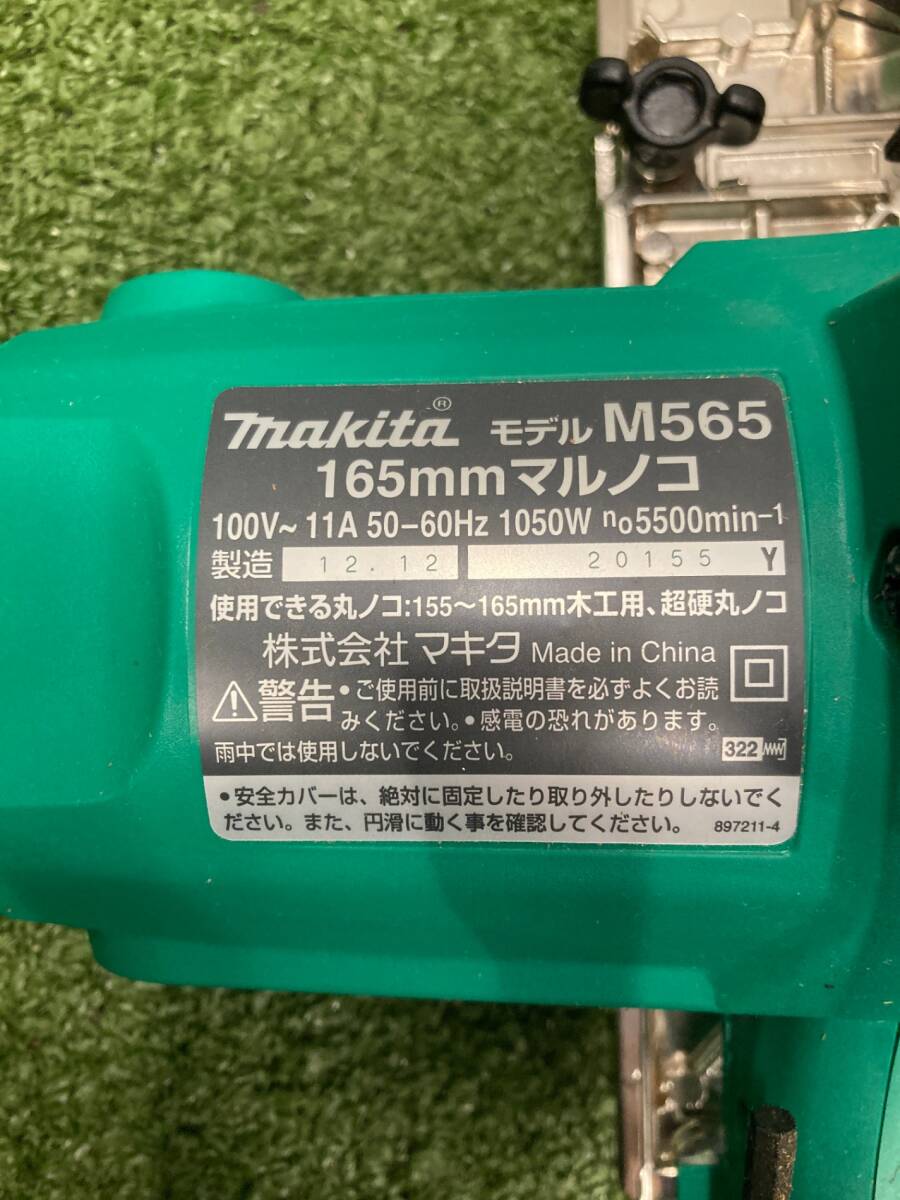 makita® モデル M565
165mmマルノコ
100V~ 11A 50-60Hz 1050W no5500min-1
製造 12.12 20155 Y
使用できる丸ノコ:155~165mm木工用、超硬丸ノコ
株式会社 マキタ Made in China
警告 •ご使用前に取扱説明書を必ずよくお読
みください。•感電の恐れがあります。
雨中では使用しないでください。 322
•安全カバーは、絶対に固定したり取り外したりしないでく
ださい。また、円滑に動く事を確認してください。 897211-4